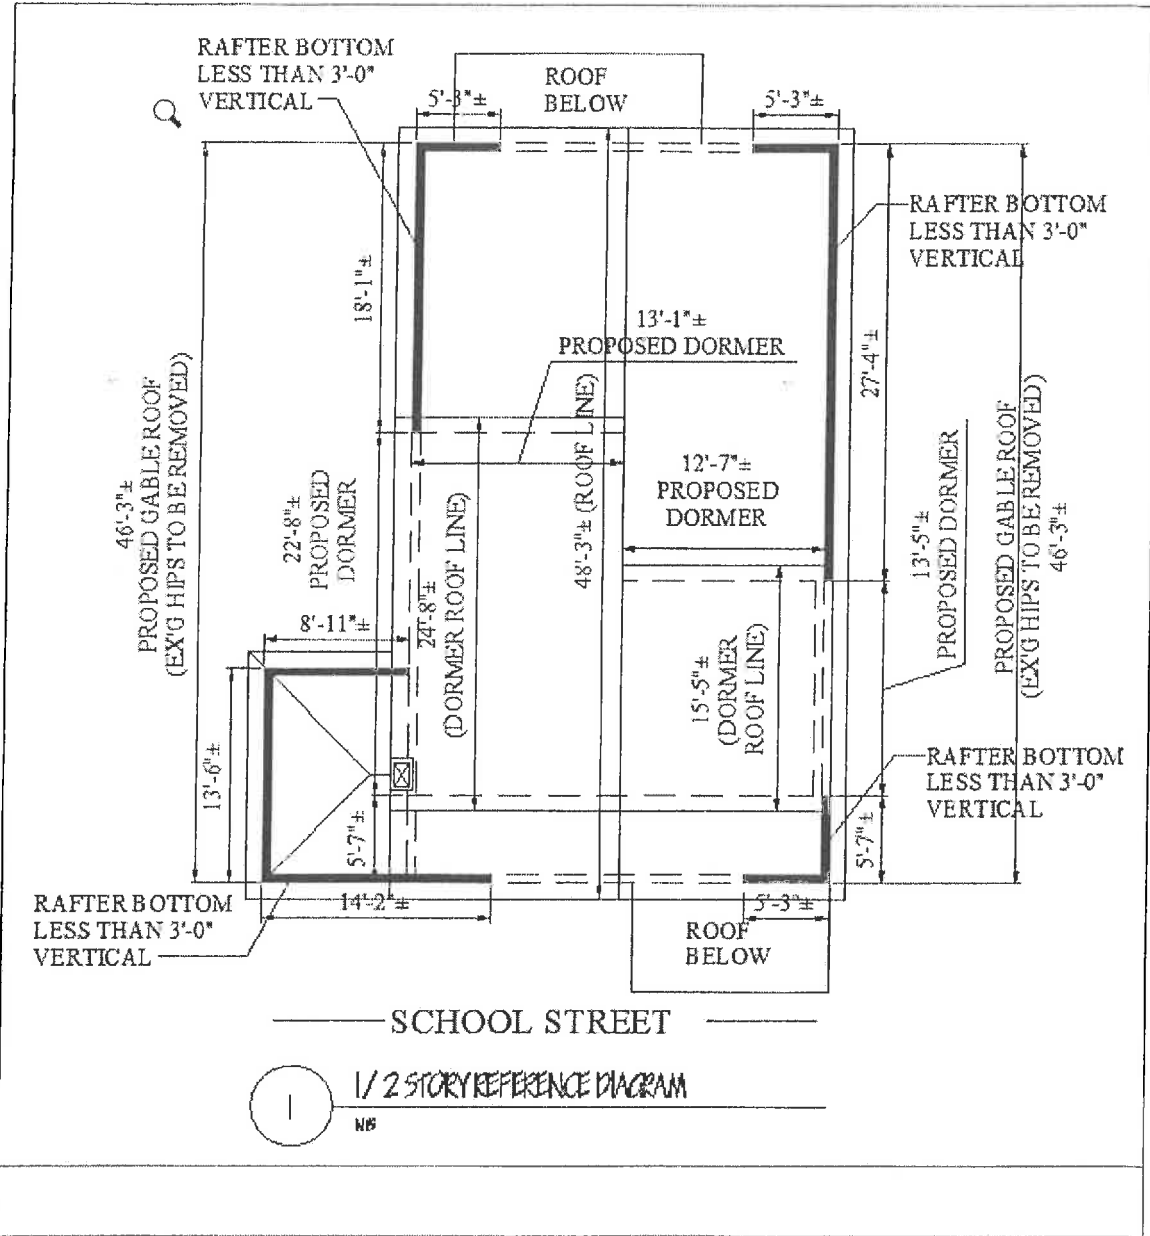 RAFTER BOTTOM
LESS THAN 3'-0"
VERTICAL
ROOF
BELOW
5'-3"±
5'-3"±
RAFTER BOTTOM
LESS THAN 3'-0"
VERTICAL
18'-1"±
13'-1"±
PROPOSED DORMER
27'-4"±
46'-3"±
PROPOSED GABLE ROOF
(EX'G HIPS TO BE REMOVED)
22'-8"±
PROPOSED
DORMER
24'-8"±
(DORMER ROOF LINE)
48'-3"± (ROOF LINE)
12'-7"±
PROPOSED
DORMER
13'-5"±
PROPOSED DORMER
PROPOSED GABLE ROOF
(EX'G HIPS TO BE REMOVED)
46'-3"±
8'-11"±
15'-5"±
(DORMER
ROOF LINE)
13'-6"±
5'-7"±
RAFTER BOTTOM
LESS THAN 3'-0"
VERTICAL
5'-7"±
RAFTER BOTTOM
LESS THAN 3'-0"
VERTICAL
14'-2"±
5'-3"±
ROOF
BELOW
SCHOOL STREET
1
1/2 STORY REFERENCE DIAGRAM
NTS